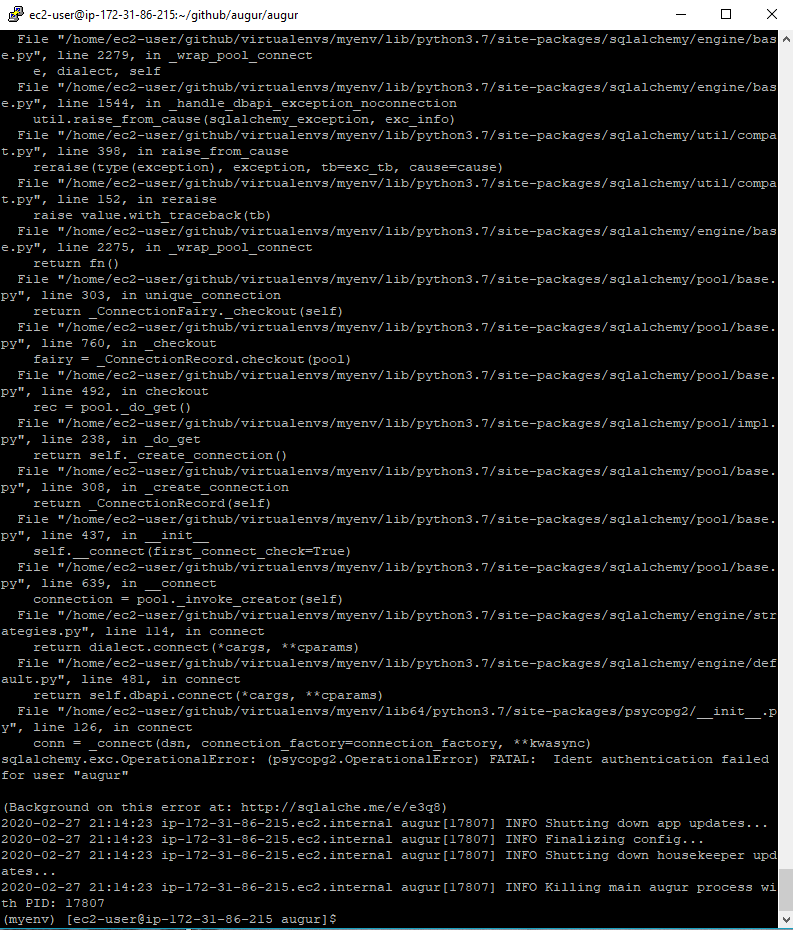 ec2-user@ip-172-31-86-215:~/github/augur/augur
  File "/home/ec2-user/github/virtualenvs/myenv/lib/python3.7/site-packages/sqlalchemy/engine/bas
e.py", line 2279, in _wrap_pool_connect
    e, dialect, self
  File "/home/ec2-user/github/virtualenvs/myenv/lib/python3.7/site-packages/sqlalchemy/engine/bas
e.py", line 1544, in _handle_dbapi_exception_noconnection
    util.raise_from_cause(sqlalchemy_exception, exc_info)
  File "/home/ec2-user/github/virtualenvs/myenv/lib/python3.7/site-packages/sqlalchemy/util/compa
t.py", line 398, in raise_from_cause
    reraise(type(exception), exception, tb=exc_tb, cause=cause)
  File "/home/ec2-user/github/virtualenvs/myenv/lib/python3.7/site-packages/sqlalchemy/util/compa
t.py", line 152, in reraise
    raise value.with_traceback(tb)
  File "/home/ec2-user/github/virtualenvs/myenv/lib/python3.7/site-packages/sqlalchemy/engine/bas
e.py", line 2275, in _wrap_pool_connect
    return fn()
  File "/home/ec2-user/github/virtualenvs/myenv/lib/python3.7/site-packages/sqlalchemy/pool/base.
py", line 303, in unique_connection
    return _ConnectionFairy._checkout(self)
  File "/home/ec2-user/github/virtualenvs/myenv/lib/python3.7/site-packages/sqlalchemy/pool/base.
py", line 760, in _checkout
    fairy = _ConnectionRecord.checkout(pool)
  File "/home/ec2-user/github/virtualenvs/myenv/lib/python3.7/site-packages/sqlalchemy/pool/base.
py", line 492, in checkout
    rec = pool._do_get()
  File "/home/ec2-user/github/virtualenvs/myenv/lib/python3.7/site-packages/sqlalchemy/pool/impl.
py", line 238, in _do_get
    return self._create_connection()
  File "/home/ec2-user/github/virtualenvs/myenv/lib/python3.7/site-packages/sqlalchemy/pool/base.
py", line 308, in _create_connection
    return _ConnectionRecord(self)
  File "/home/ec2-user/github/virtualenvs/myenv/lib/python3.7/site-packages/sqlalchemy/pool/base.
py", line 437, in __init__
    self.__connect(first_connect_check=True)
  File "/home/ec2-user/github/virtualenvs/myenv/lib/python3.7/site-packages/sqlalchemy/pool/base.
py", line 639, in __connect
    connection = pool._invoke_creator(self)
  File "/home/ec2-user/github/virtualenvs/myenv/lib/python3.7/site-packages/sqlalchemy/engine/str
ategies.py", line 114, in connect
    return dialect.connect(*cargs, **cparams)
  File "/home/ec2-user/github/virtualenvs/myenv/lib/python3.7/site-packages/sqlalchemy/engine/def
ault.py", line 481, in connect
    return self.dbapi.connect(*cargs, **cparams)
  File "/home/ec2-user/github/virtualenvs/myenv/lib64/python3.7/site-packages/psycopg2/__init__.p
y", line 126, in connect
    conn = _connect(dsn, connection_factory=connection_factory, **kwasync)
sqlalchemy.exc.OperationalError: (psycopg2.OperationalError) FATAL:  Ident authentication failed
for user "augur"

(Background on this error at: http://sqlalche.me/e/e3q8)
2020-02-27 21:14:23 ip-172-31-86-215.ec2.internal augur[17807] INFO Shutting down app updates...
2020-02-27 21:14:23 ip-172-31-86-215.ec2.internal augur[17807] INFO Finalizing config...
2020-02-27 21:14:23 ip-172-31-86-215.ec2.internal augur[17807] INFO Shutting down housekeeper upd
ates...
2020-02-27 21:14:23 ip-172-31-86-215.ec2.internal augur[17807] INFO Killing main augur process wi
th PID: 17807
(myenv) [ec2-user@ip-172-31-86-215 augur]$